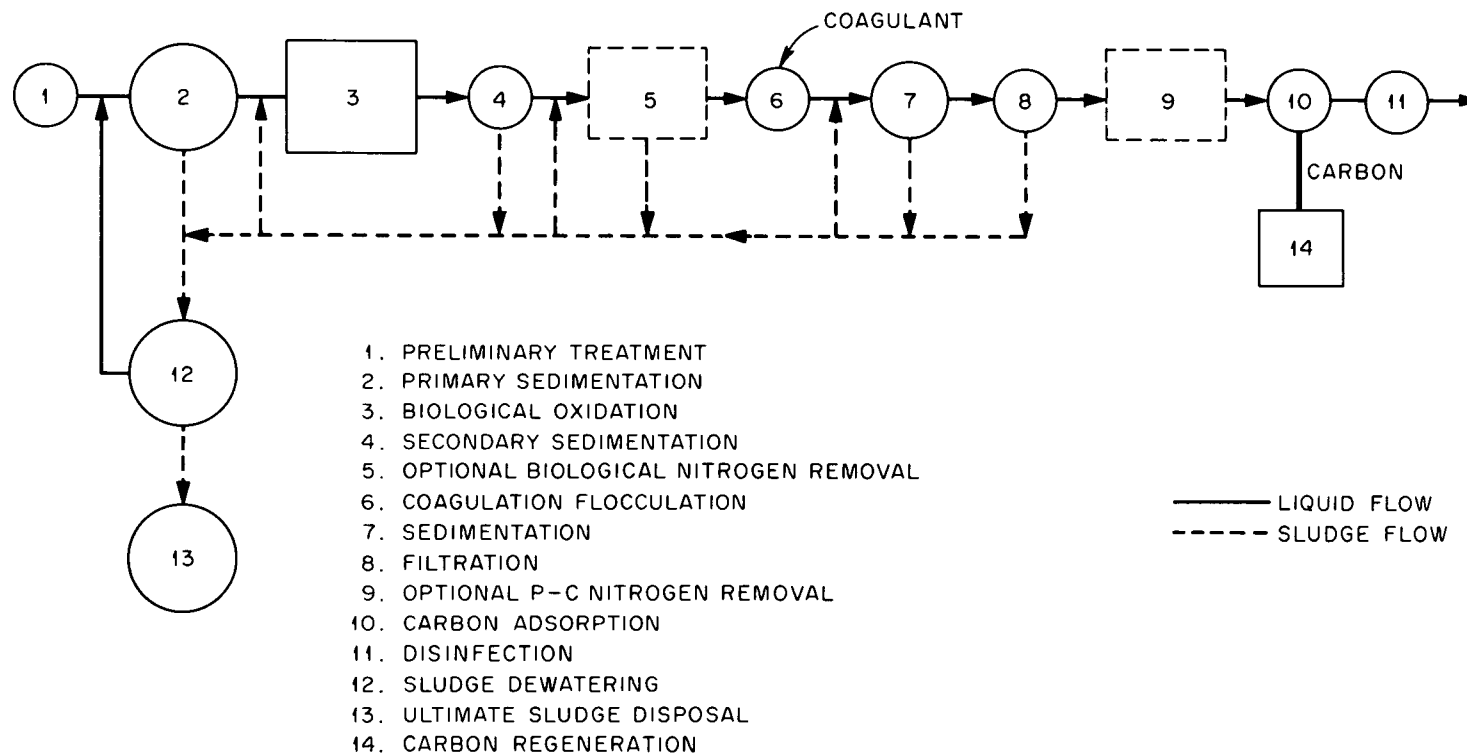 COAGULANT
1
2
3
4
5
6
7
8
9
10
11
CARBON
14
12
13
1. PRELIMINARY TREATMENT
2. PRIMARY SEDIMENTATION
3. BIOLOGICAL OXIDATION
4. SECONDARY SEDIMENTATION
5. OPTIONAL BIOLOGICAL NITROGEN REMOVAL
6. COAGULATION FLOCCULATION
7. SEDIMENTATION
8. FILTRATION
9. OPTIONAL P-C NITROGEN REMOVAL
10. CARBON ADSORPTION
11. DISINFECTION
12. SLUDGE DEWATERING
13. ULTIMATE SLUDGE DISPOSAL
14. CARBON REGENERATION
LIQUID FLOW
SLUDGE FLOW